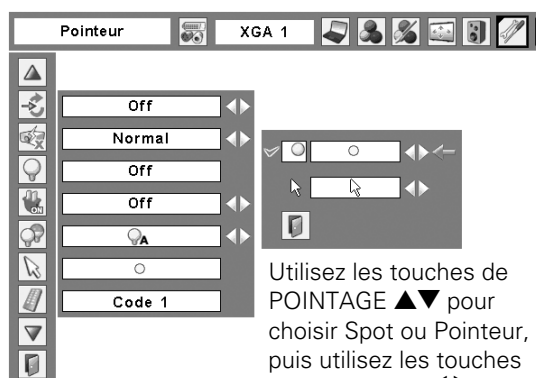 Pointeur XGA 1
Off
Normal
Off
ON Off
A
Code 1
Utilisez les touches de
POINTAGE ▲▼ pour
choisir Spot ou Pointeur,
puis utilisez les touches